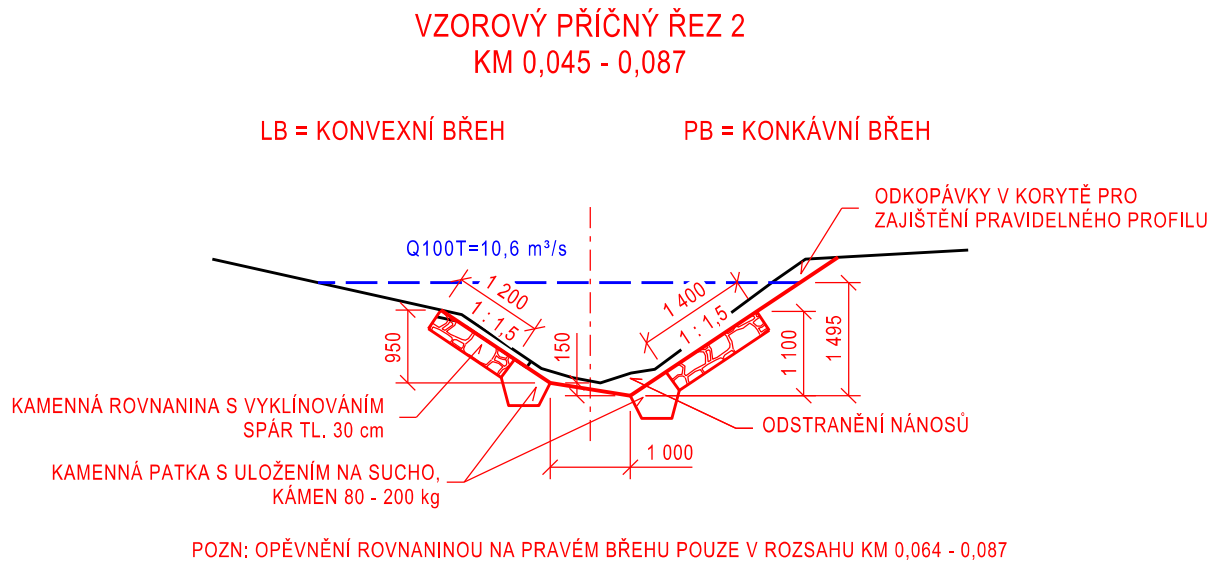 VZOROVÝ PŘÍČNÝ ŘEZ 2
KM 0,045 - 0,087
LB = KONVEXNÍ BŘEH
PB = KONKÁVNÍ BŘEH
ODKOPÁVKY V KORYTĚ PRO
ZAJIŠTĚNÍ PRAVIDELNÉHO PROFILU
Q100T=10,6 m³/s
1 200
1 : 1,5
1 400
1 : 1,5
950
150
1 100
1 495
KAMENNÁ ROVNANINA S VYKLÍNOVÁNÍM
SPÁR TL. 30 cm
ODSTRANĚNÍ NÁNOSŮ
1 000
KAMENNÁ PATKA S ULOŽENÍM NA SUCHO,
KÁMEN 80 - 200 kg
POZN: OPĚVNĚNÍ ROVNANINOU NA PRAVÉM BŘEHU POUZE V ROZSAHU KM 0,064 - 0,087